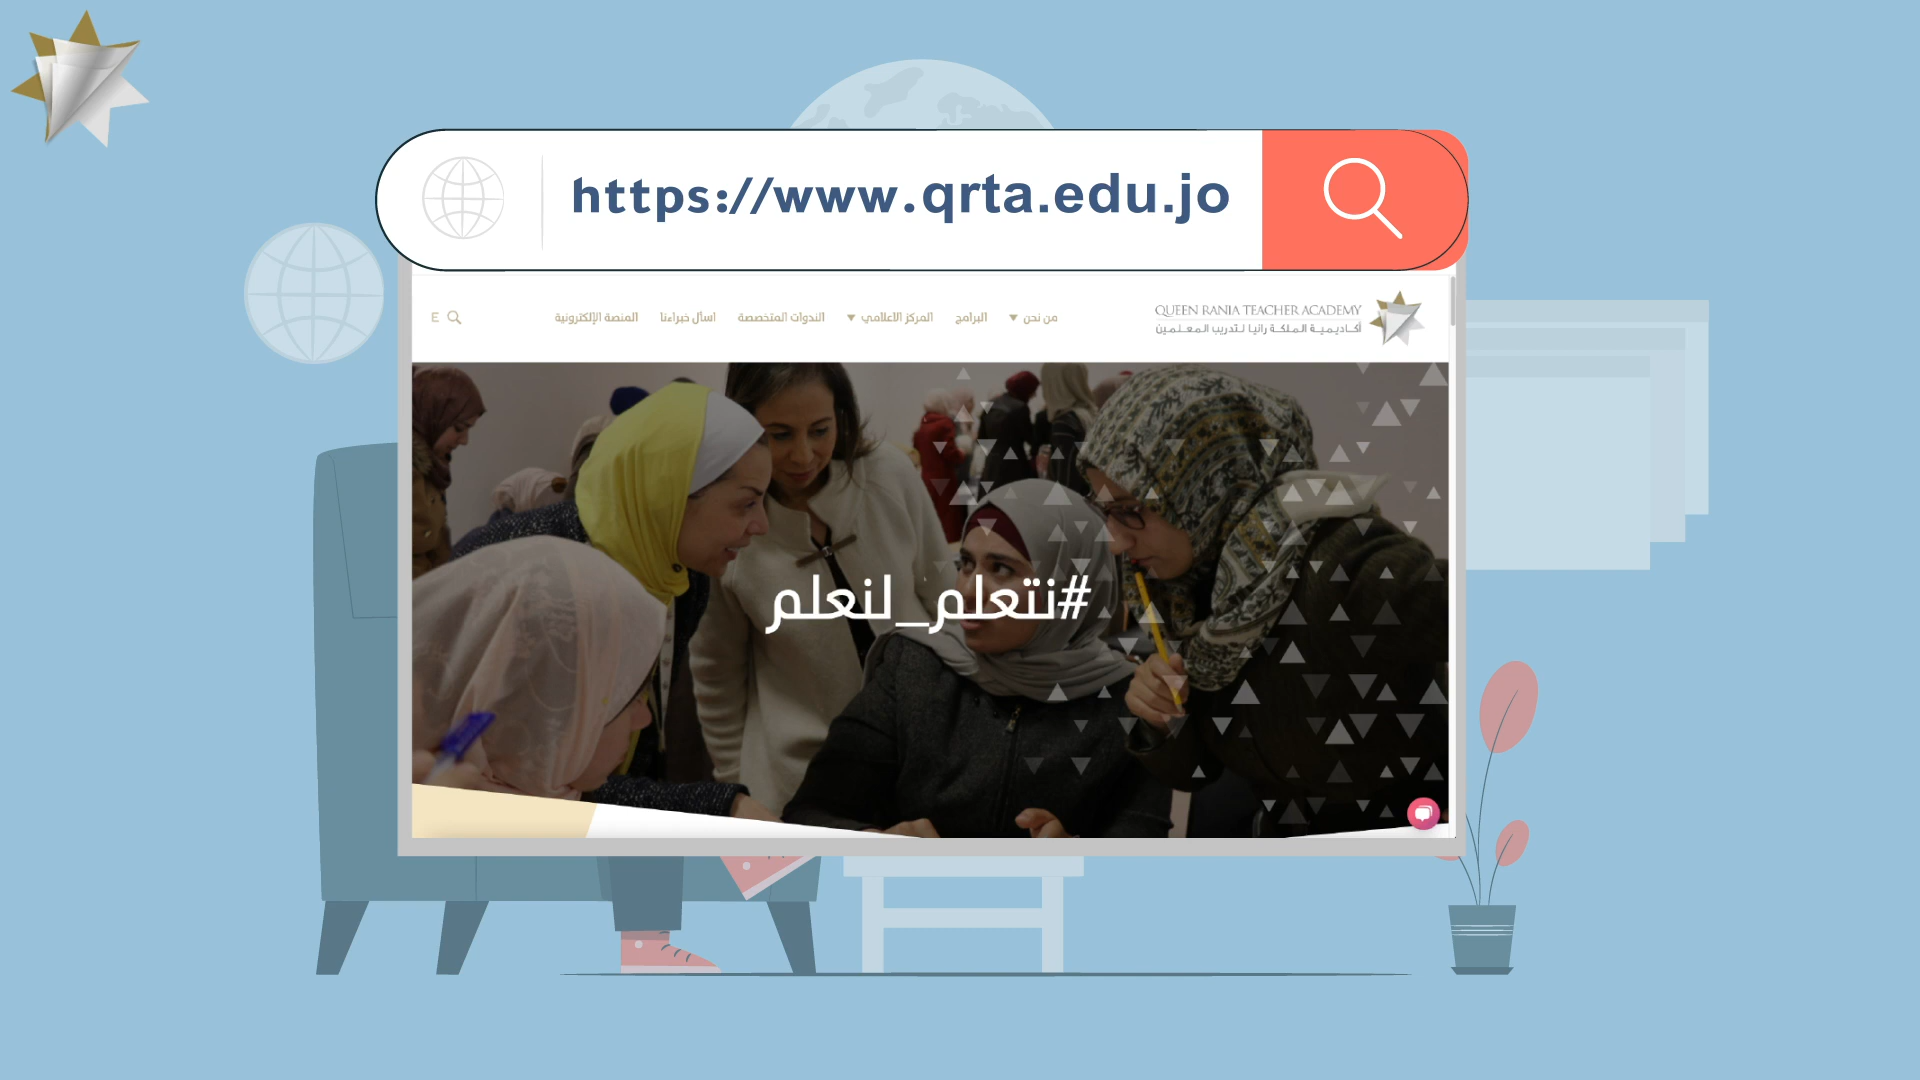 https://www.qrta.edu.jo
QUEEN RANIA TEACHER ACADEMY
أكاديمية الملكة رانيا لتدريب المعلمين
من نحن
البرامج
المركز الاعلامي
الندوات المتخصصة
اسأل خبراءنا
المنصة الإلكترونية
E
#نتعلم_لنعلم